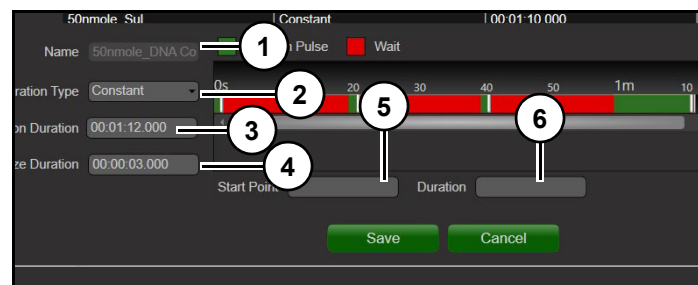 50nmole_Sul Constant 00:01:10.000
Name 50nmole_DNA Co 1 Pulse Wait
ration Type Constant 2 0s 20 30 40 50 1m 10
on Duration 00:01:12.000 3 5 6
ze Duration 00:00:03.000 4
Start Point Duration
Save Cancel